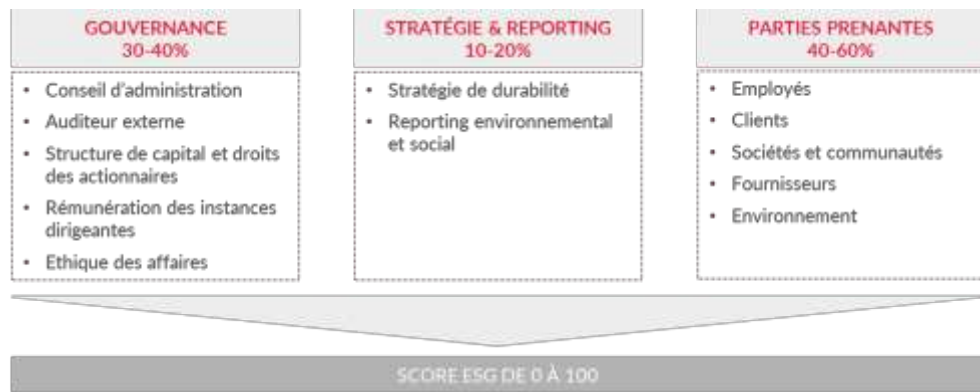 GOUVERNANCE
30-40%
• Conseil d'administration
• Auditeur externe
• Structure de capital et droits
des actionnaires
• Rémunération des instances
dirigeantes
• Ethique des affaires
STRATÉGIE & REPORTING
10-20%
• Stratégie de durabilité
• Reporting environnemental
et social
PARTIES PRENANTES
40-60%
• Employés
• Clients
• Sociétés et communautés
• Fournisseurs
• Environnement
SCORE ESG DE 0 À 100